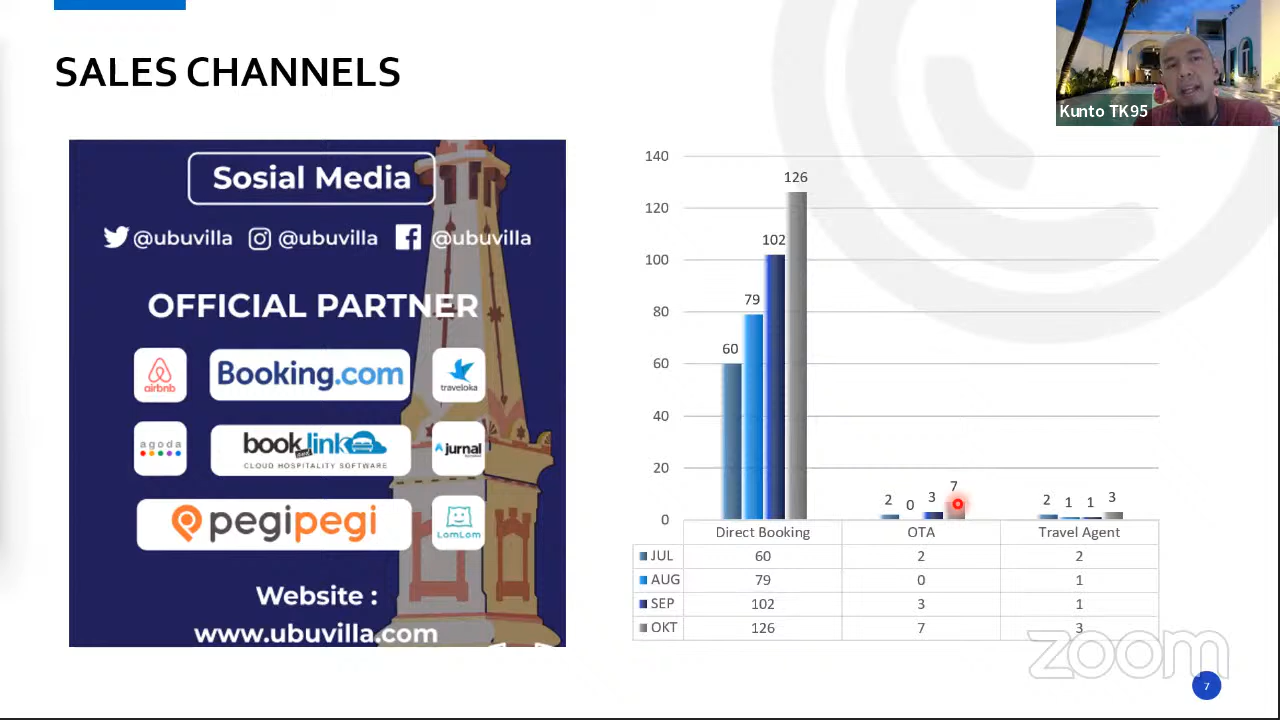 SALES CHANNELS
Kunto TK95
Sosial Media
@ubuvilla @ubuvilla @ubuvilla
OFFICIAL PARTNER
airbnb Booking.com traveloka
agoda book and link jurnal
CLOUD HOSPITALITY SOFTWARE
pegipegi LomLom
Website :
www.ubuvilla.com
140
120
100
80
60
40
20
0
60 79 102 126
2 0 3 7
2 1 1 3
Direct Booking OTA Travel Agent
JUL 60 2 2
AUG 79 0 1
SEP 102 3 1
OKT 126 7 3
zoom
7